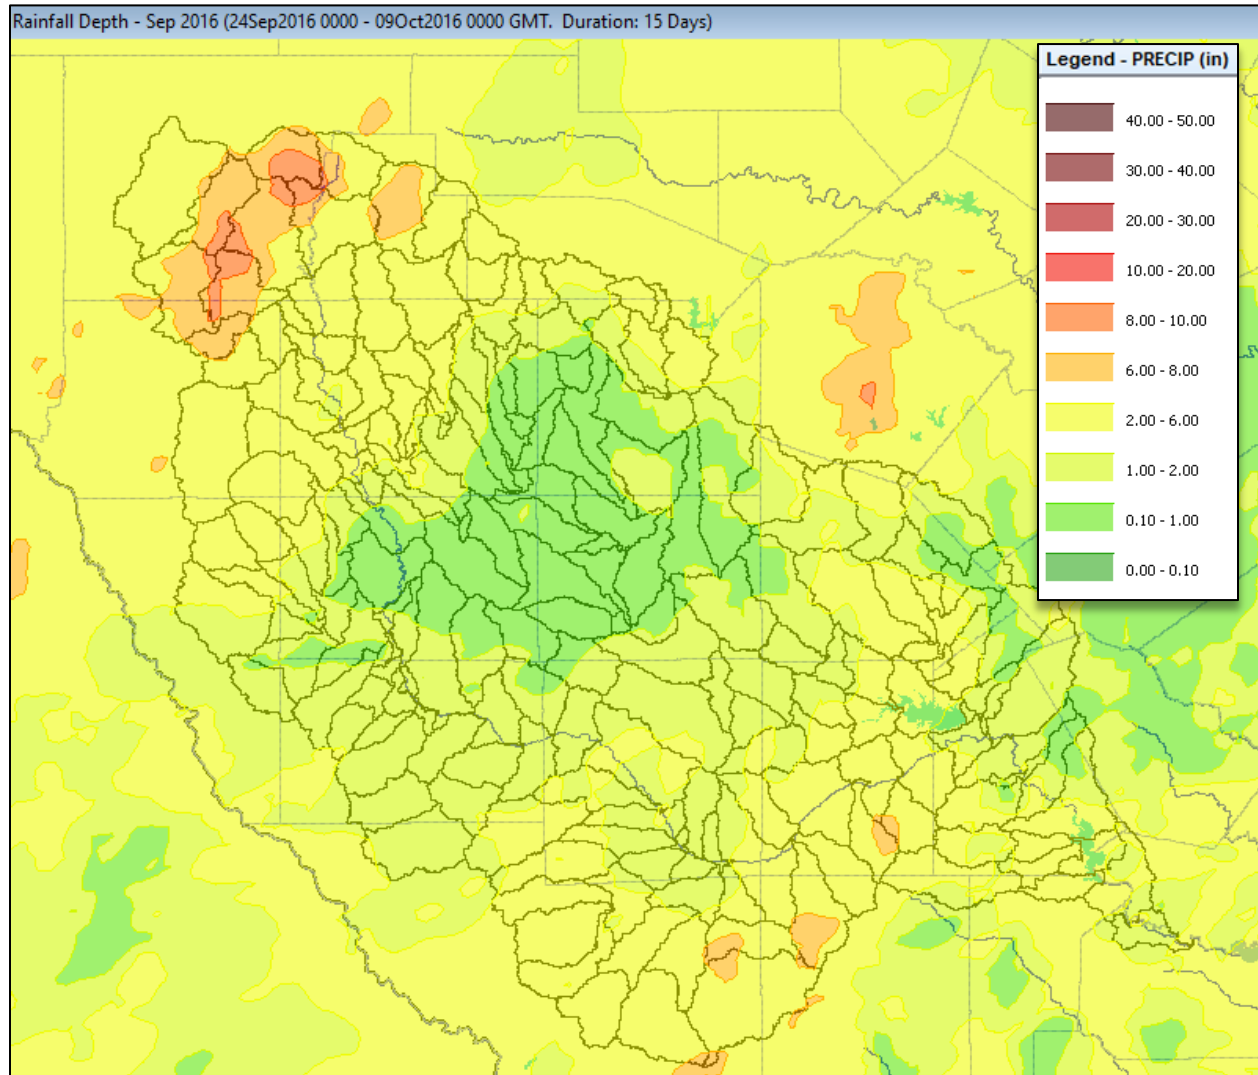 Rainfall Depth - Sep 2016 (24Sep2016 0000 - 09Oct2016 0000 GMT.  Duration: 15 Days)
Legend - PRECIP (in)
40.00 - 50.00
30.00 - 40.00
20.00 - 30.00
10.00 - 20.00
8.00 - 10.00
6.00 - 8.00
2.00 - 6.00
1.00 - 2.00
0.10 - 1.00
0.00 - 0.10